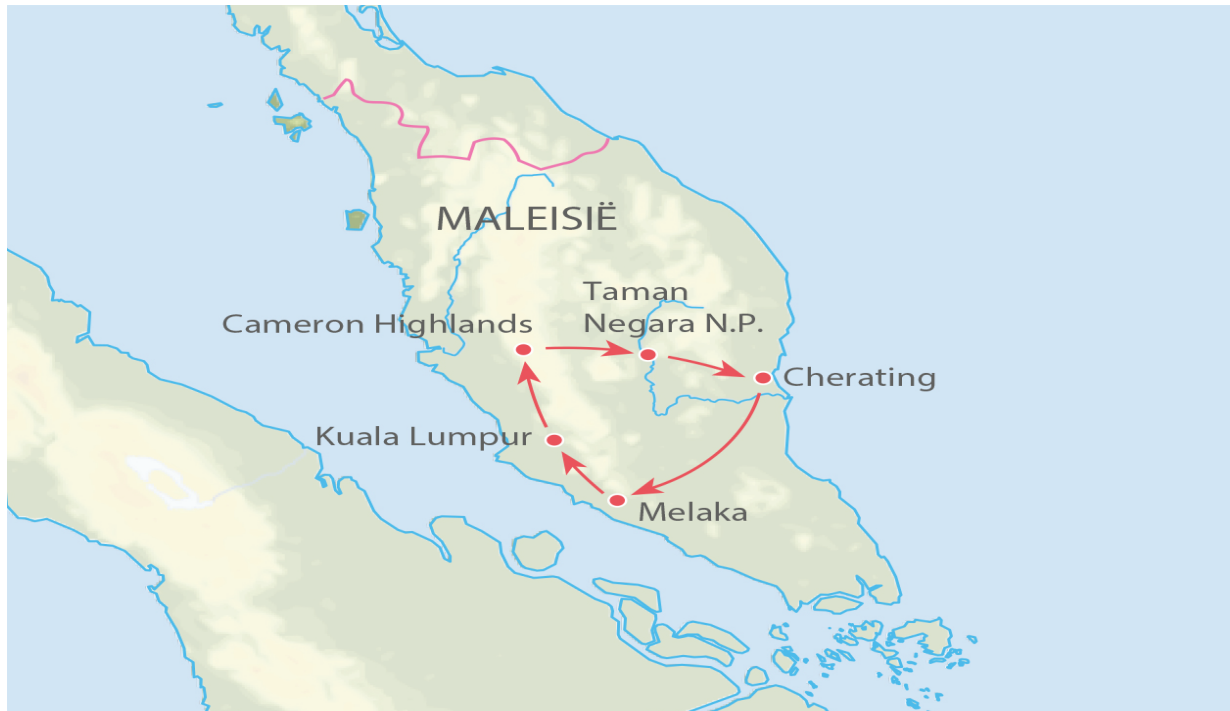 MALEISIË
Taman
Negara N.P.
Cameron Highlands
Cherating
Kuala Lumpur
Melaka